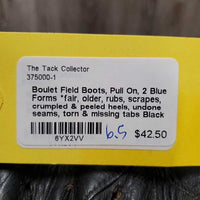 The Tack Collector
375000-1
Boulet Field Boots, Pull On, 2 Blue
Forms *fair, older, rubs, scrapes,
crumpled & peeled heels, undone
seams, torn & missing tabs Black
6YX2VV
6.5
$42.50